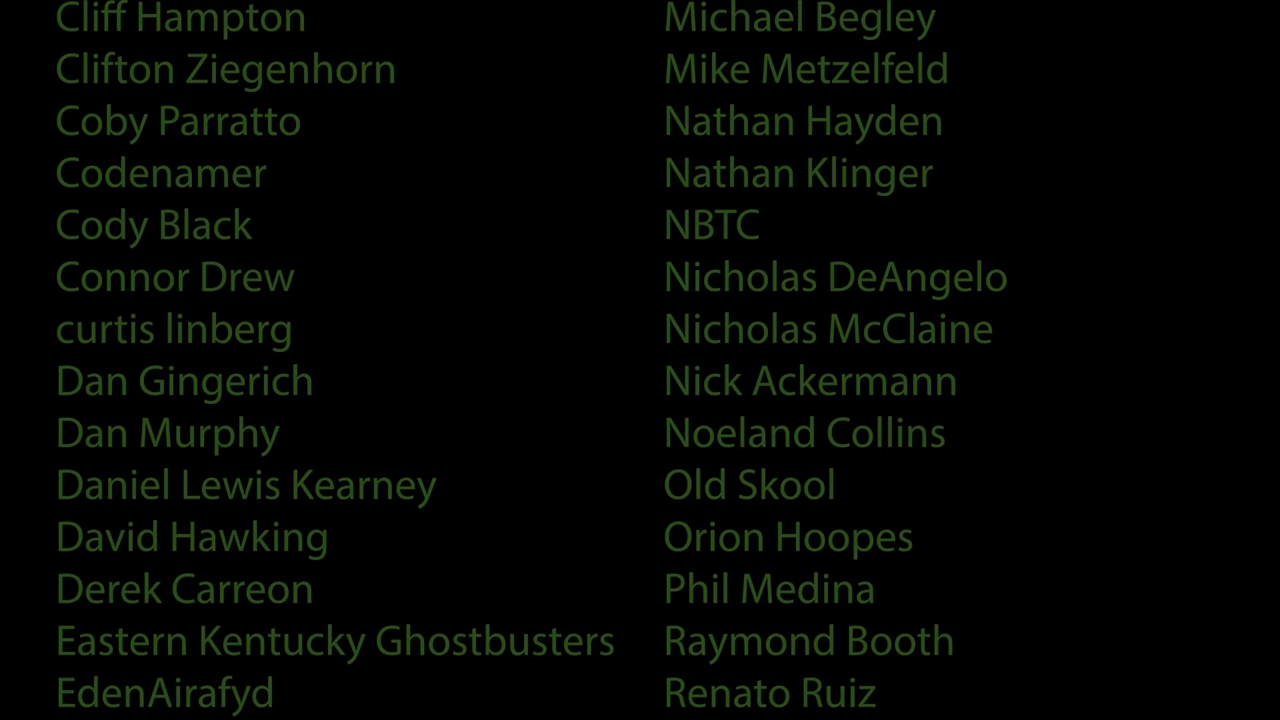 Cliff Hampton
Clifton Ziegenhorn
Coby Parratto
Codenamer
Cody Black
Connor Drew
curtis linberg
Dan Gingerich
Dan Murphy
Daniel Lewis Kearney
David Hawking
Derek Carreon
Eastern Kentucky Ghostbusters
EdenAirafyd
Michael Begley
Mike Metzelfeld
Nathan Hayden
Nathan Klinger
NBTC
Nicholas DeAngelo
Nicholas McClaine
Nick Ackermann
Noeland Collins
Old Skool
Orion Hoopes
Phil Medina
Raymond Booth
Renato Ruiz